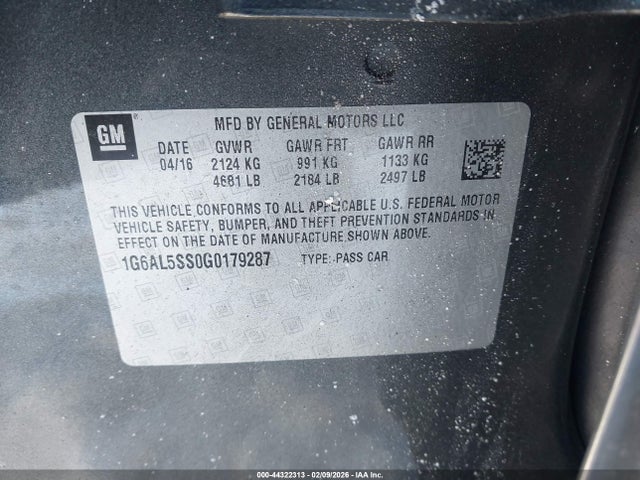 GM
MFD BY GENERAL MOTORS LLC
DATE GVWR GAWR FRT GAWR RR
04/16 2124 KG 991 KG 1133 KG
4681 LB 2184 LB 2497 LB
THIS VEHICLE CONFORMS TO ALL APPLICABLE U.S. FEDERAL MOTOR
VEHICLE SAFETY, BUMPER, AND THEFT PREVENTION STANDARDS IN
EFFECT ON THE DATE OF MANUFACTURE SHOWN ABOVE.
1G6AL5SS0G0179287 TYPE: PASS CAR
000-44322313 - 02/09/2026 - IAA Inc.